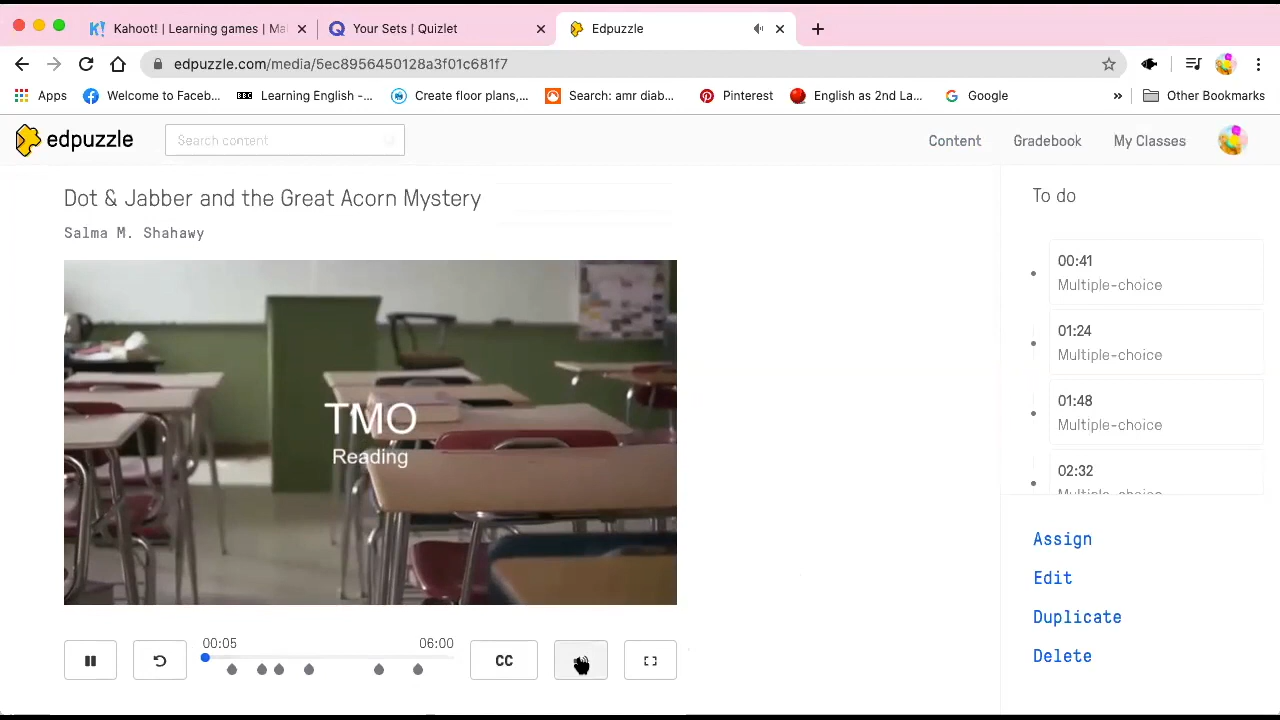 Kahoot! | Learning games | Ma
Your Sets | Quizlet
Edpuzzle
edpuzzle.com/media/5ec8956450128a3f01c681f7
Apps
Welcome to Faceb...
BBC Learning English -...
Create floor plans,...
Search: amr diab...
Pinterest
English as 2nd La...
Google
»
Other Bookmarks
edpuzzle
Search content
Content
Gradebook
My Classes
Dot & Jabber and the Great Acorn Mystery
Salma M. Shahawy
TMO
Reading
00:05
06:00
CC
To do
00:41
Multiple-choice
01:24
Multiple-choice
01:48
Multiple-choice
02:32
Multiple-choice
Assign
Edit
Duplicate
Delete